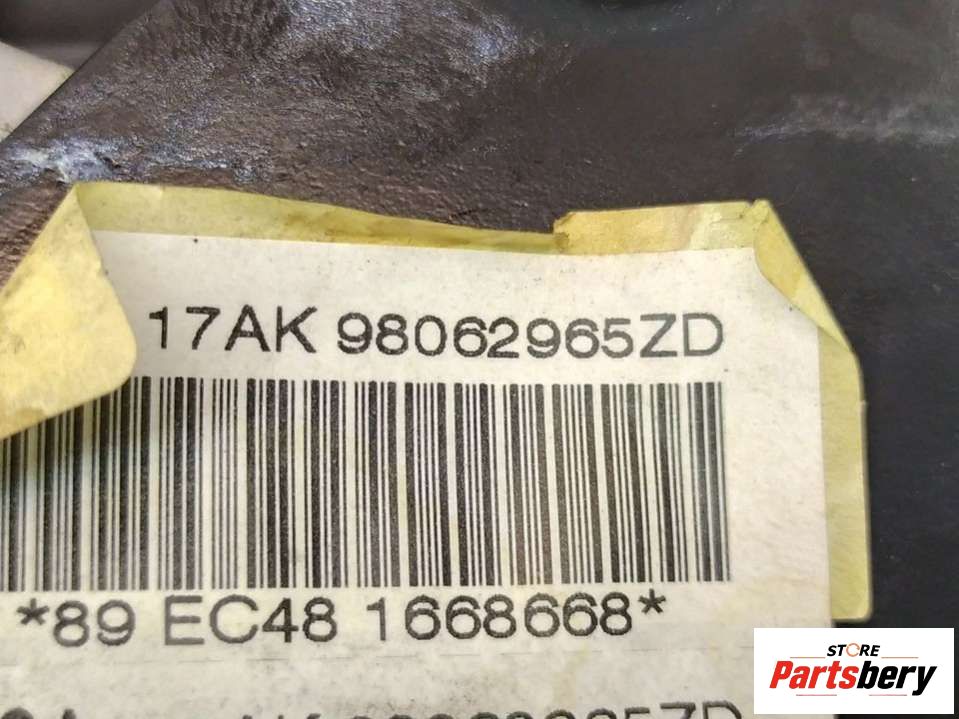 17AK 98062965ZD
*89 EC48 1668668*
STORE
Partsbery